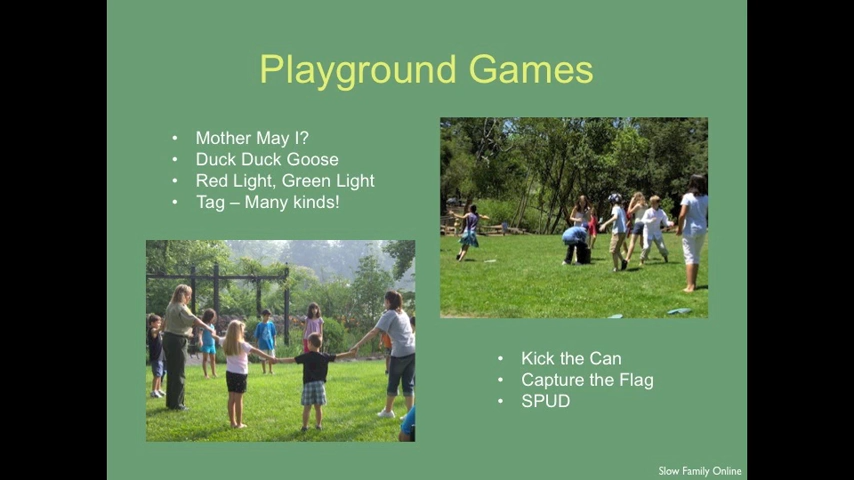 Playground Games
• Mother May I?
• Duck Duck Goose
• Red Light, Green Light
• Tag – Many kinds!
• Kick the Can
• Capture the Flag
• SPUD
Slow Family Online